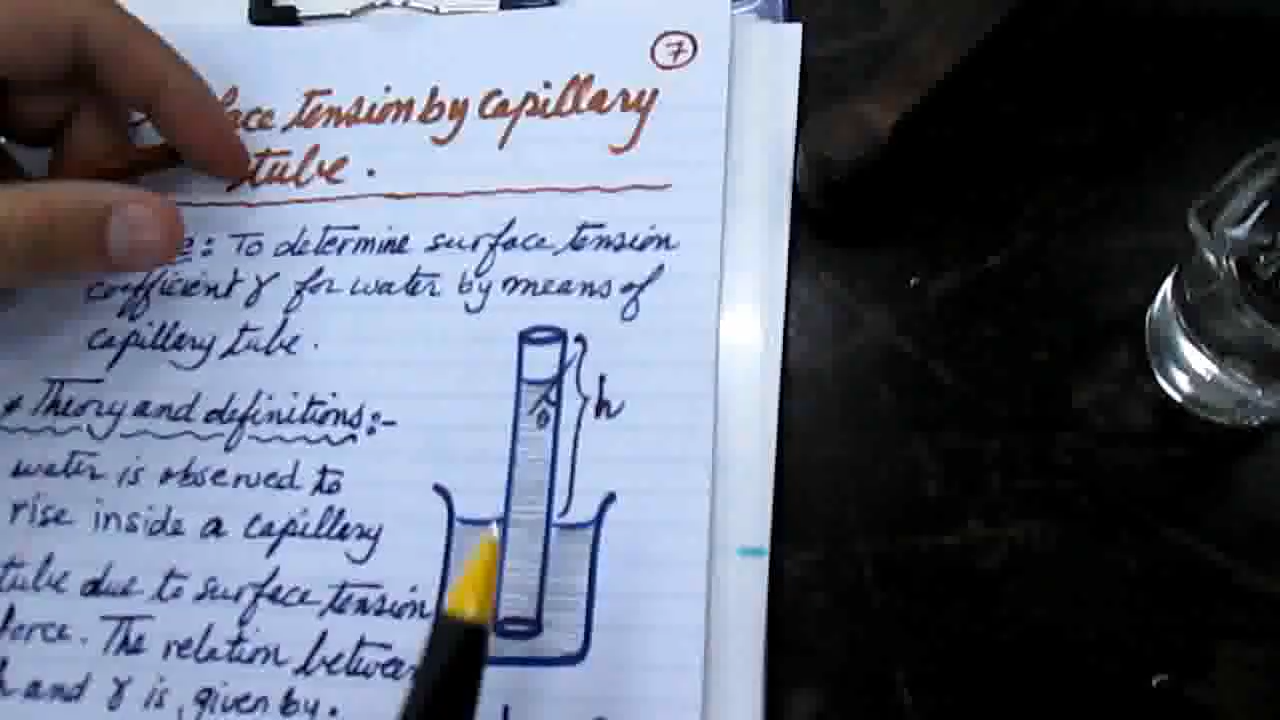 7
face tension by capillary
tube.
e: To determine surface tension
coefficient γ for water by means of
capillary tube.
* Theory and definitions:-
h
θ
water is observed to
rise inside a capillary
tube due to surface tension
force. The relation between
h and γ is, given by.